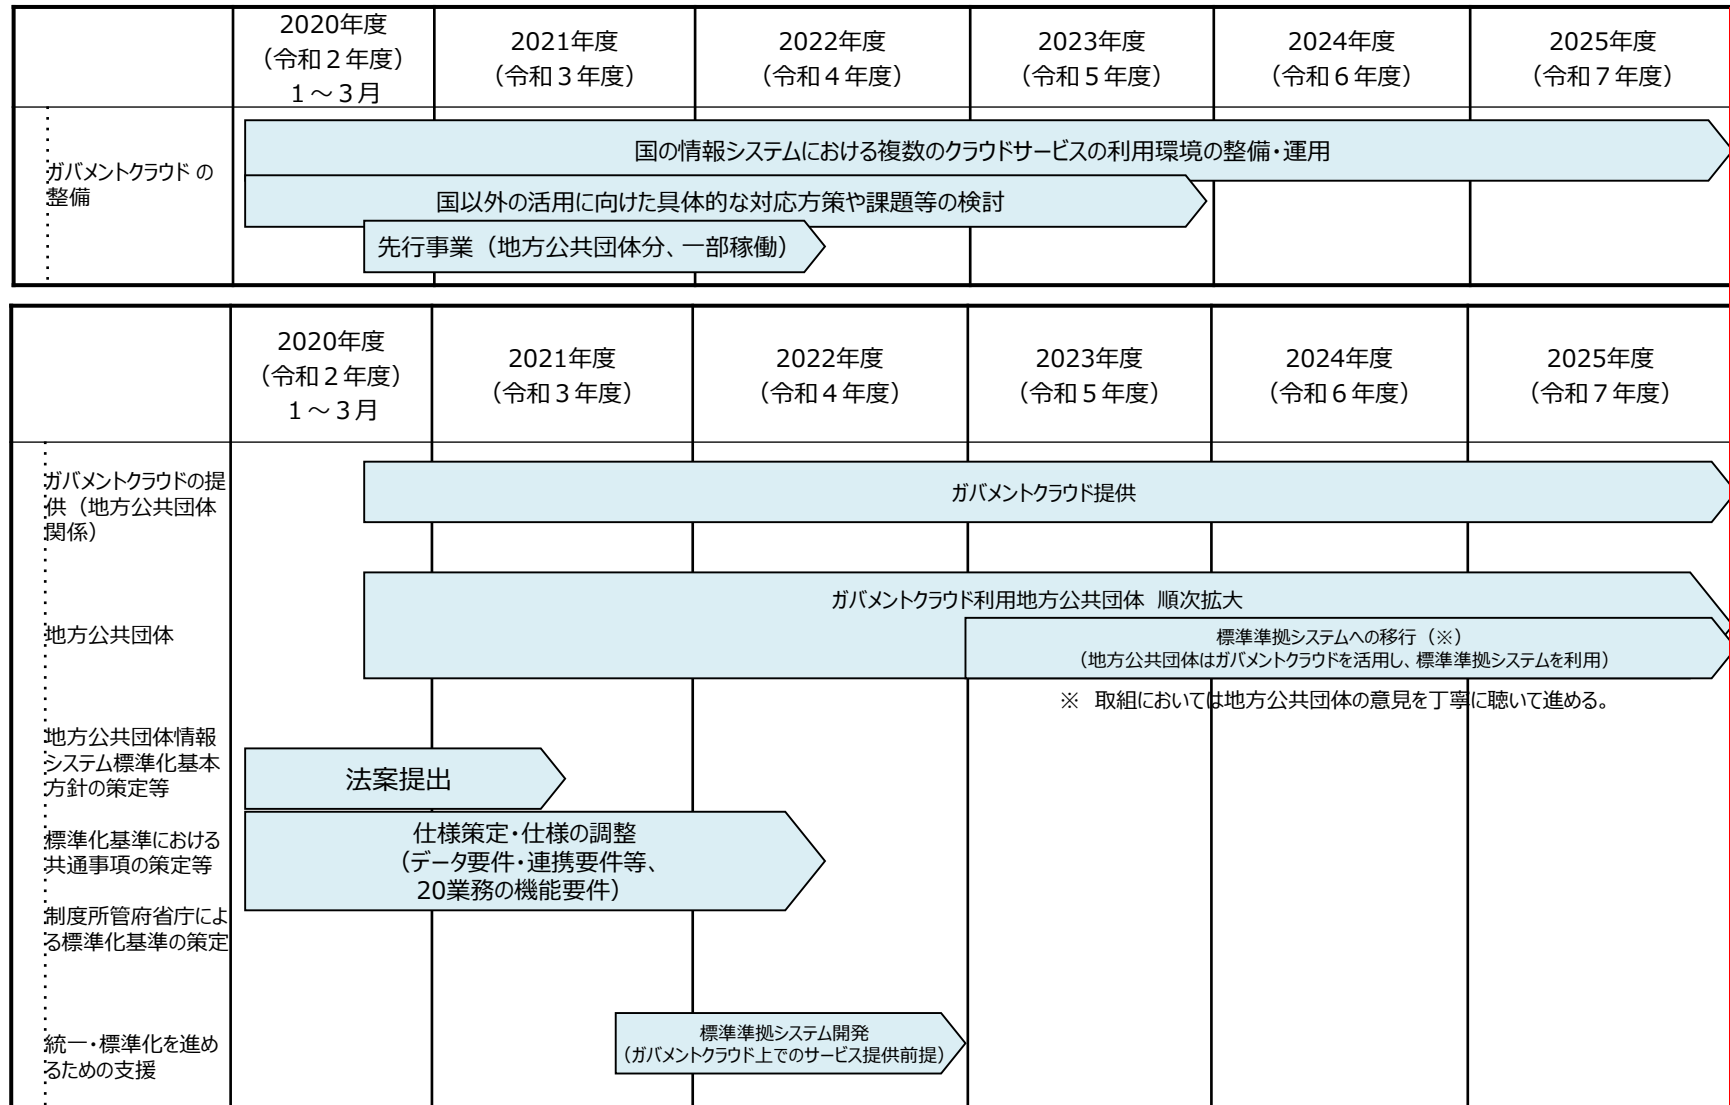 2020年度
（令和２年度）
１～３月
2021年度
（令和３年度）
2022年度
（令和４年度）
2023年度
（令和５年度）
2024年度
（令和６年度）
2025年度
（令和７年度）
ガバメントクラウド の
整備
国の情報システムにおける複数のクラウドサービスの利用環境の整備・運用
国以外の活用に向けた具体的な対応方策や課題等の検討
先行事業（地方公共団体分、一部稼働）
2020年度
（令和２年度）
１～３月
2021年度
（令和３年度）
2022年度
（令和４年度）
2023年度
（令和５年度）
2024年度
（令和６年度）
2025年度
（令和７年度）
ガバメントクラウドの提
供（地方公共団体
関係）
ガバメントクラウド提供
地方公共団体
ガバメントクラウド利用地方公共団体 順次拡大
標準準拠システムへの移行（※）
（地方公共団体はガバメントクラウドを活用し、標準準拠システムを利用）
※ 取組においては地方公共団体の意見を丁寧に聴いて進める。
地方公共団体情報
システム標準化基本
方針の策定等
法案提出
標準化基準における
共通事項の策定等
仕様策定・仕様の調整
（データ要件・連携要件等、
20業務の機能要件）
制度所管府省庁によ
る標準化基準の策定
統一・標準化を進め
るための支援
標準準拠システム開発
（ガバメントクラウド上でのサービス提供前提）